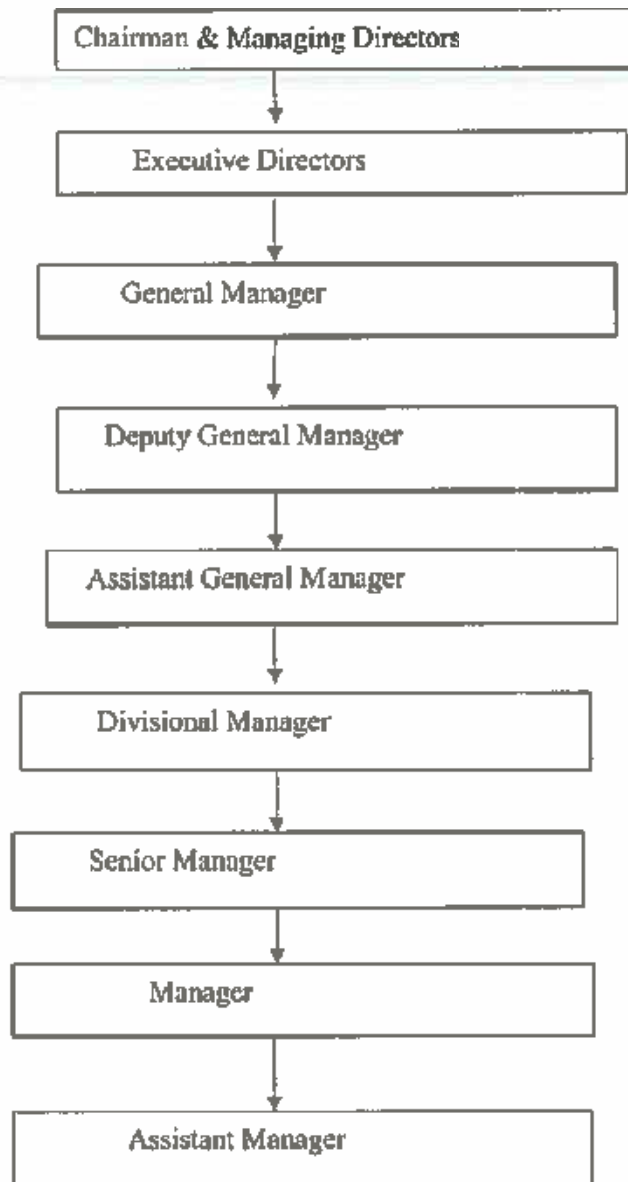 Chairman & Managing Directors
Executive Directors
General Manager
Deputy General Manager
Assistant General Manager
Divisional Manager
Senior Manager
Manager
Assistant Manager